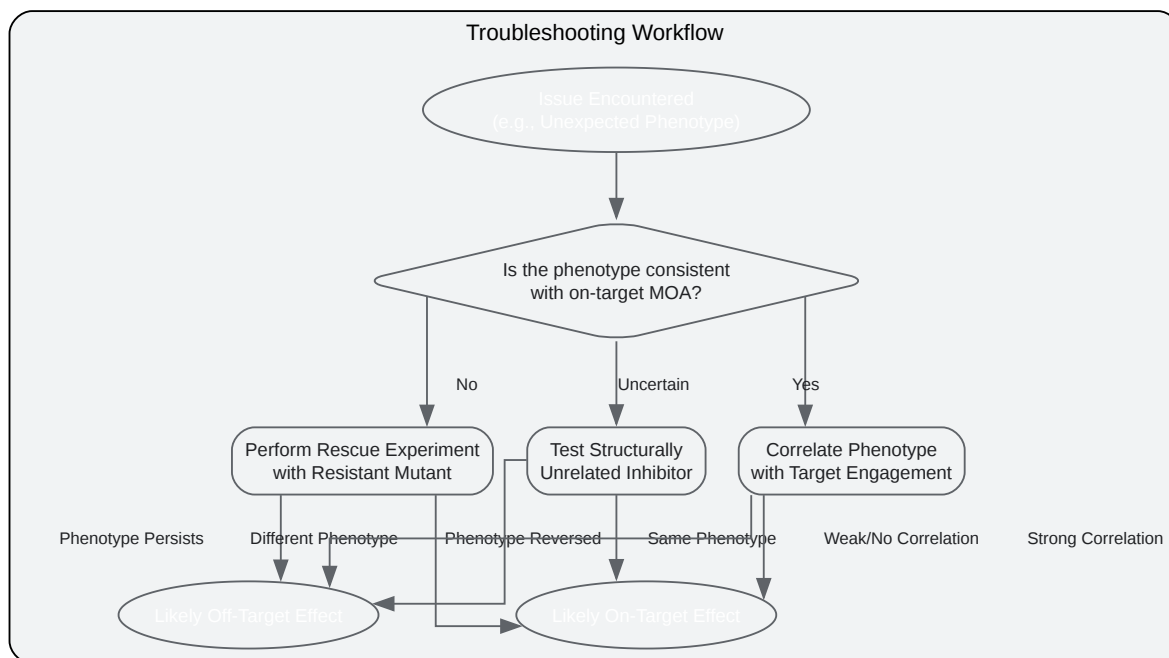 Troubleshooting Workflow
Issue Encountered
(e.g., Unexpected Phenotype)
Is the phenotype consistent
with on-target MOA?
No
Uncertain
Yes
Perform Rescue Experiment
with Resistant Mutant
Test Structurally
Unrelated Inhibitor
Correlate Phenotype
with Target Engagement
Phenotype Persists
Different Phenotype
Phenotype Reversed
Same Phenotype
Weak/No Correlation
Strong Correlation
Likely Off-Target Effect
Likely On-Target Effect